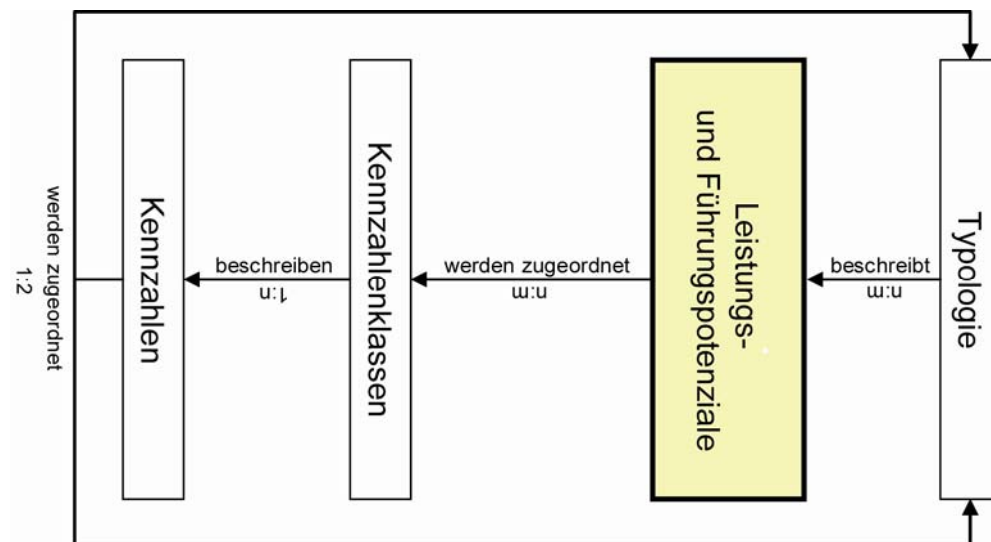 Typologie
beschreibt
n:m
Leistungs-
und Führungspotenziale
werden zugeordnet
n:m
Kennzahlenklassen
beschreiben
1:n
Kennzahlen
werden zugeordnet
1:2